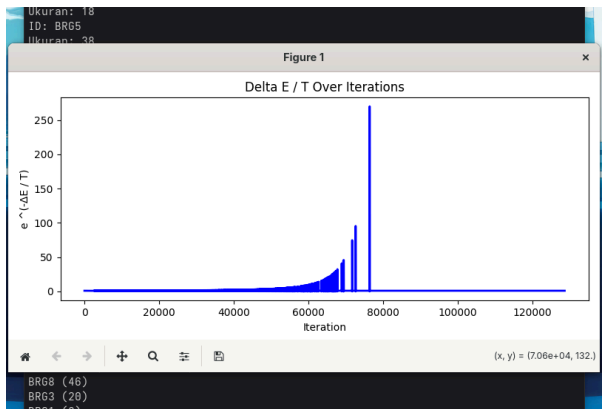 Ukuran: 18
ID: BRG5
Ukuran: 38
Figure 1
×
Delta E / T Over Iterations
e ^(-ΔE / T)
250
200
150
100
50
0
0 20000 40000 60000 80000 100000 120000
Iteration
(x, y) = (7.06e+04, 132.)
BRG8 (46)
BRG3 (20)